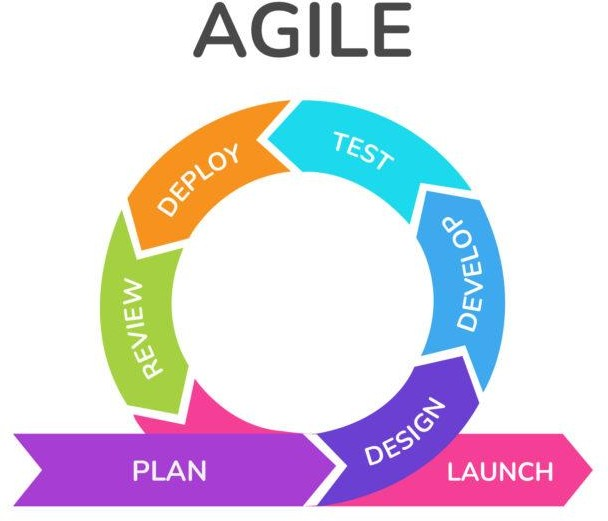 AGILE
PLAN
DESIGN
DEVELOP
TEST
DEPLOY
REVIEW
LAUNCH